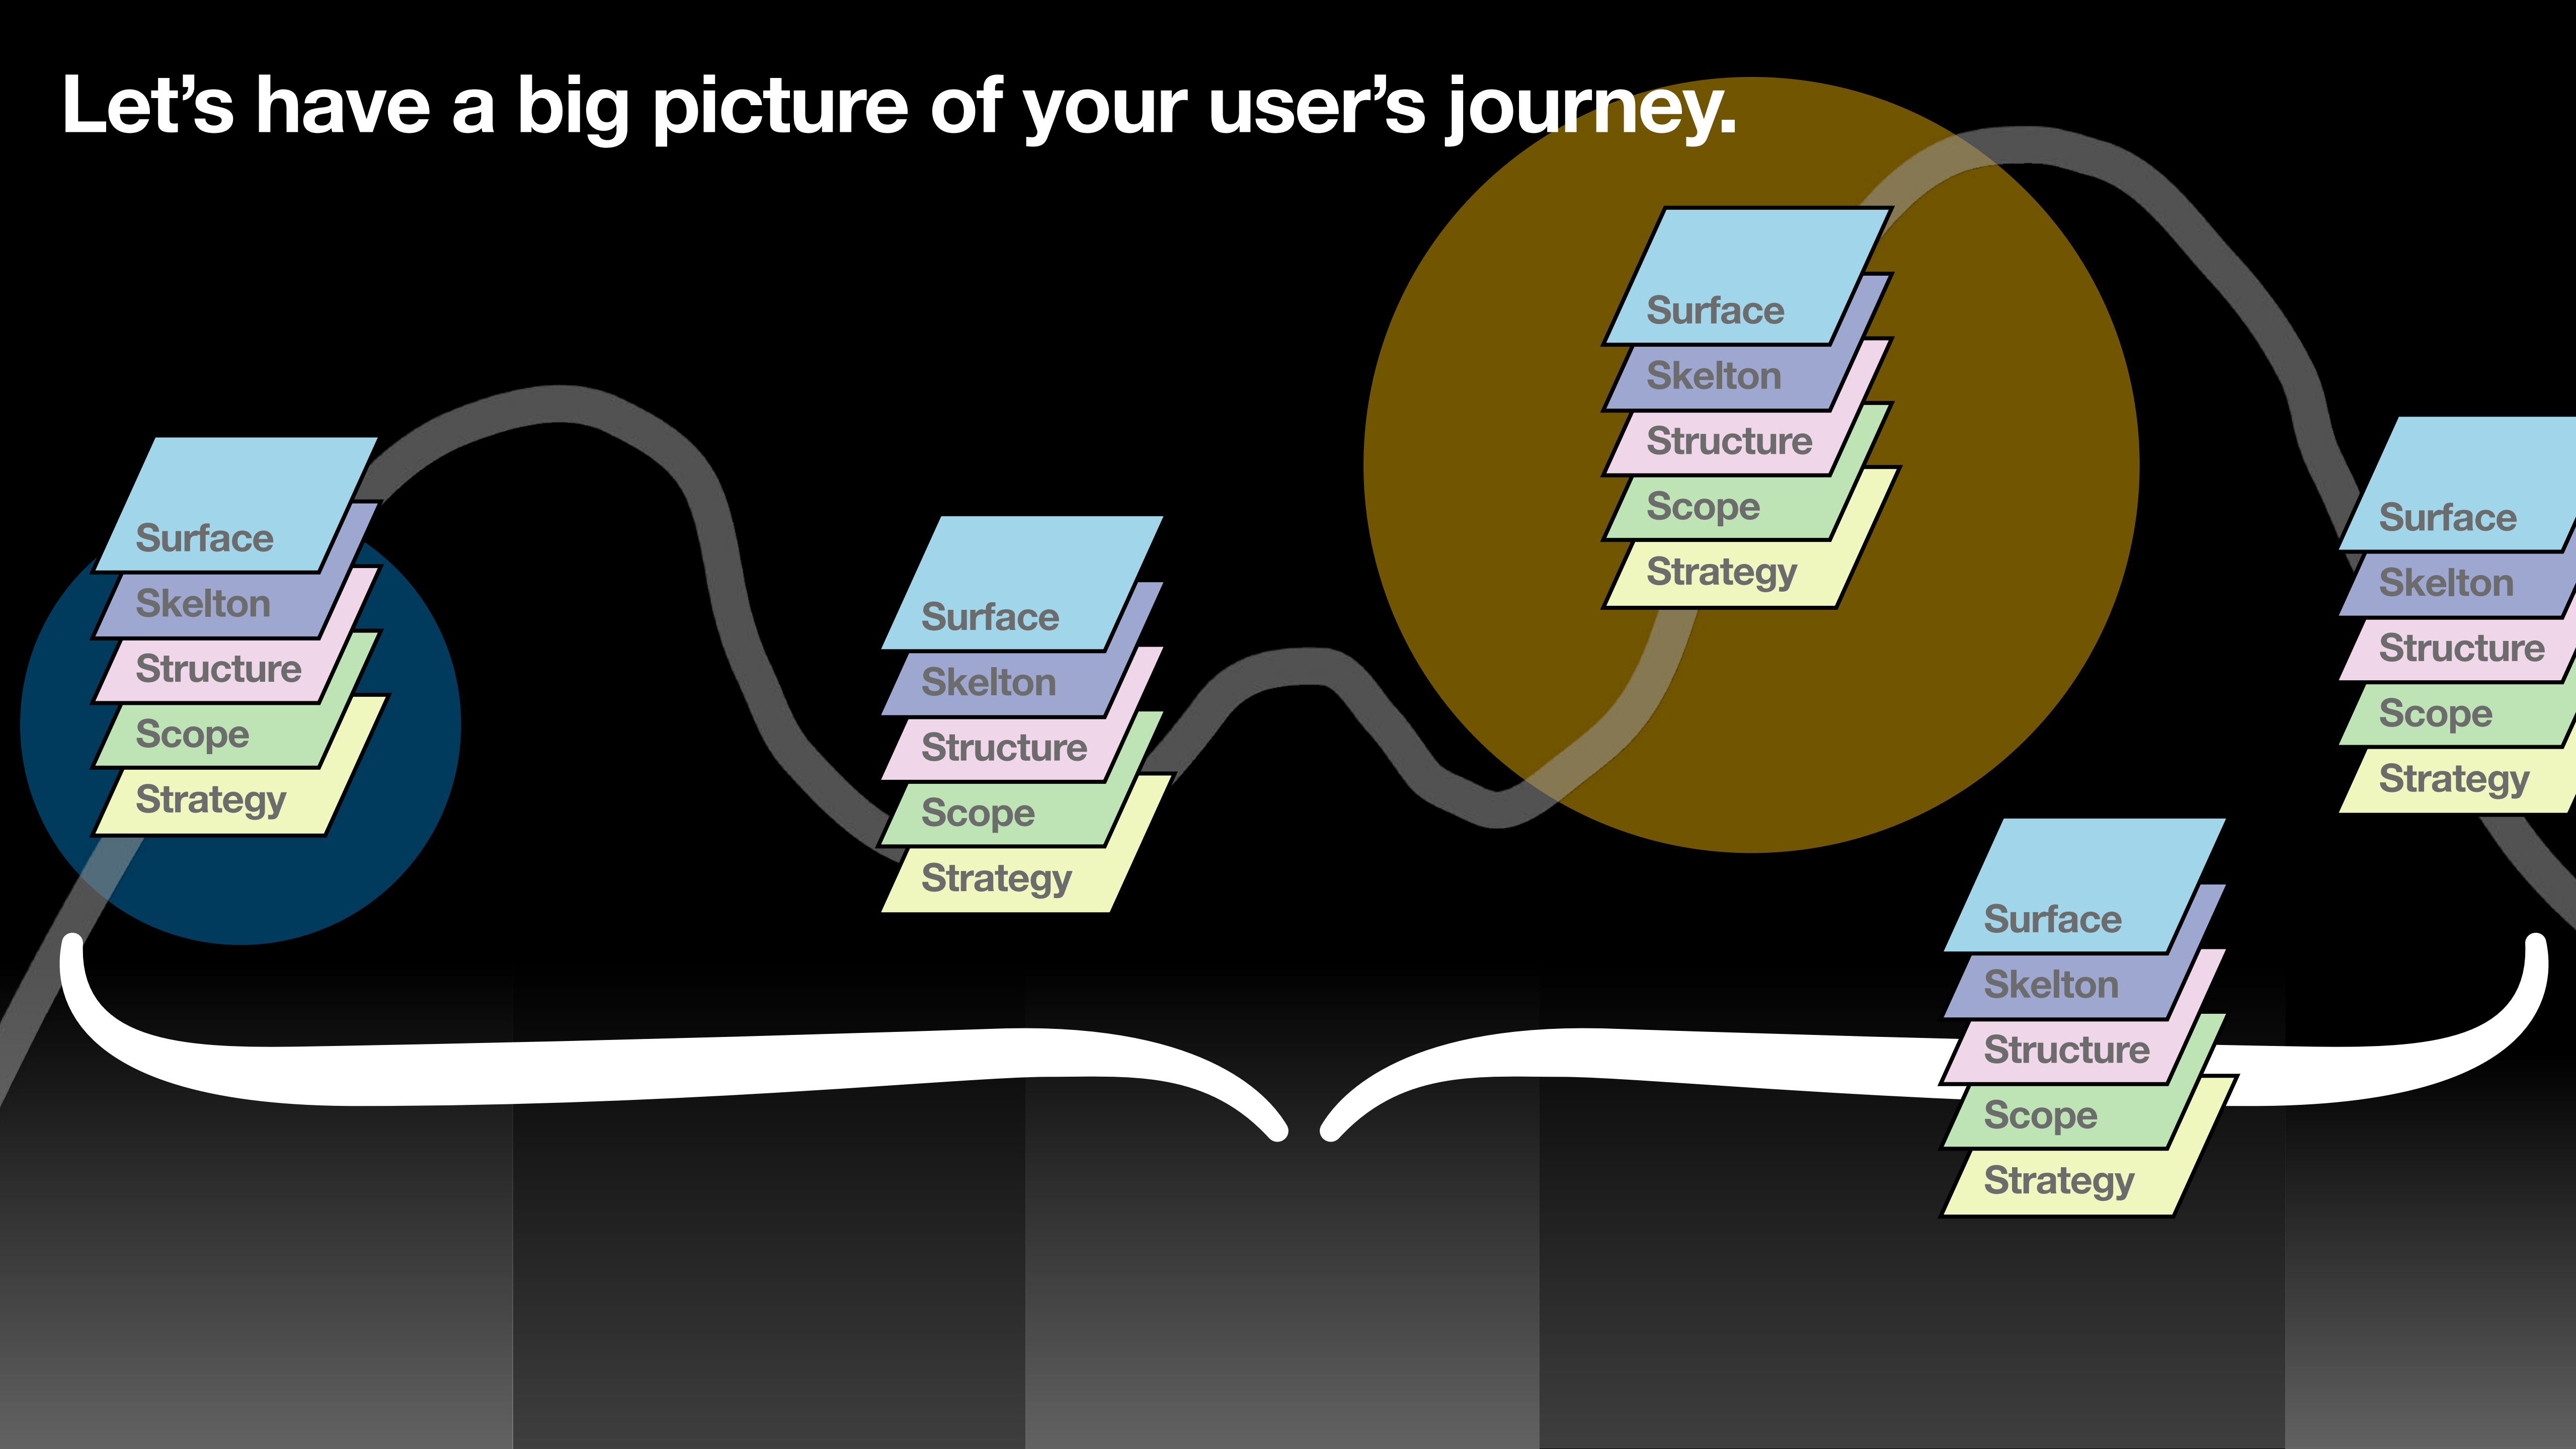 Let’s have a big picture of your user’s journey.
Surface
Skelton
Structure
Scope
Strategy
Surface
Skelton
Structure
Scope
Strategy
Surface
Skelton
Structure
Scope
Strategy
Surface
Skelton
Structure
Scope
Strategy
Surface
Skelton
Structure
Scope
Strategy